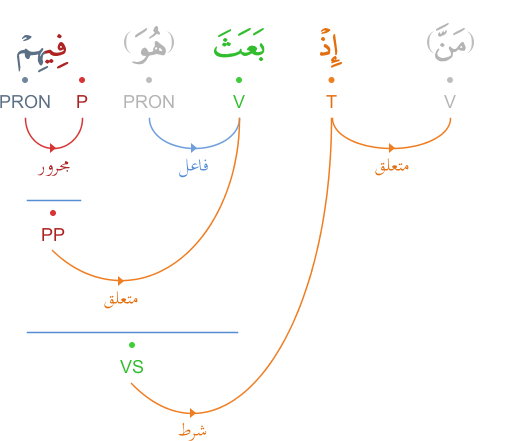 (مَنَّ) إِذْ بَعَثَ (هُوَ) فِيهِمْ
V T V PRON P PRON
متعلق فاعل مجرور
PP
متعلق
VS
شرط